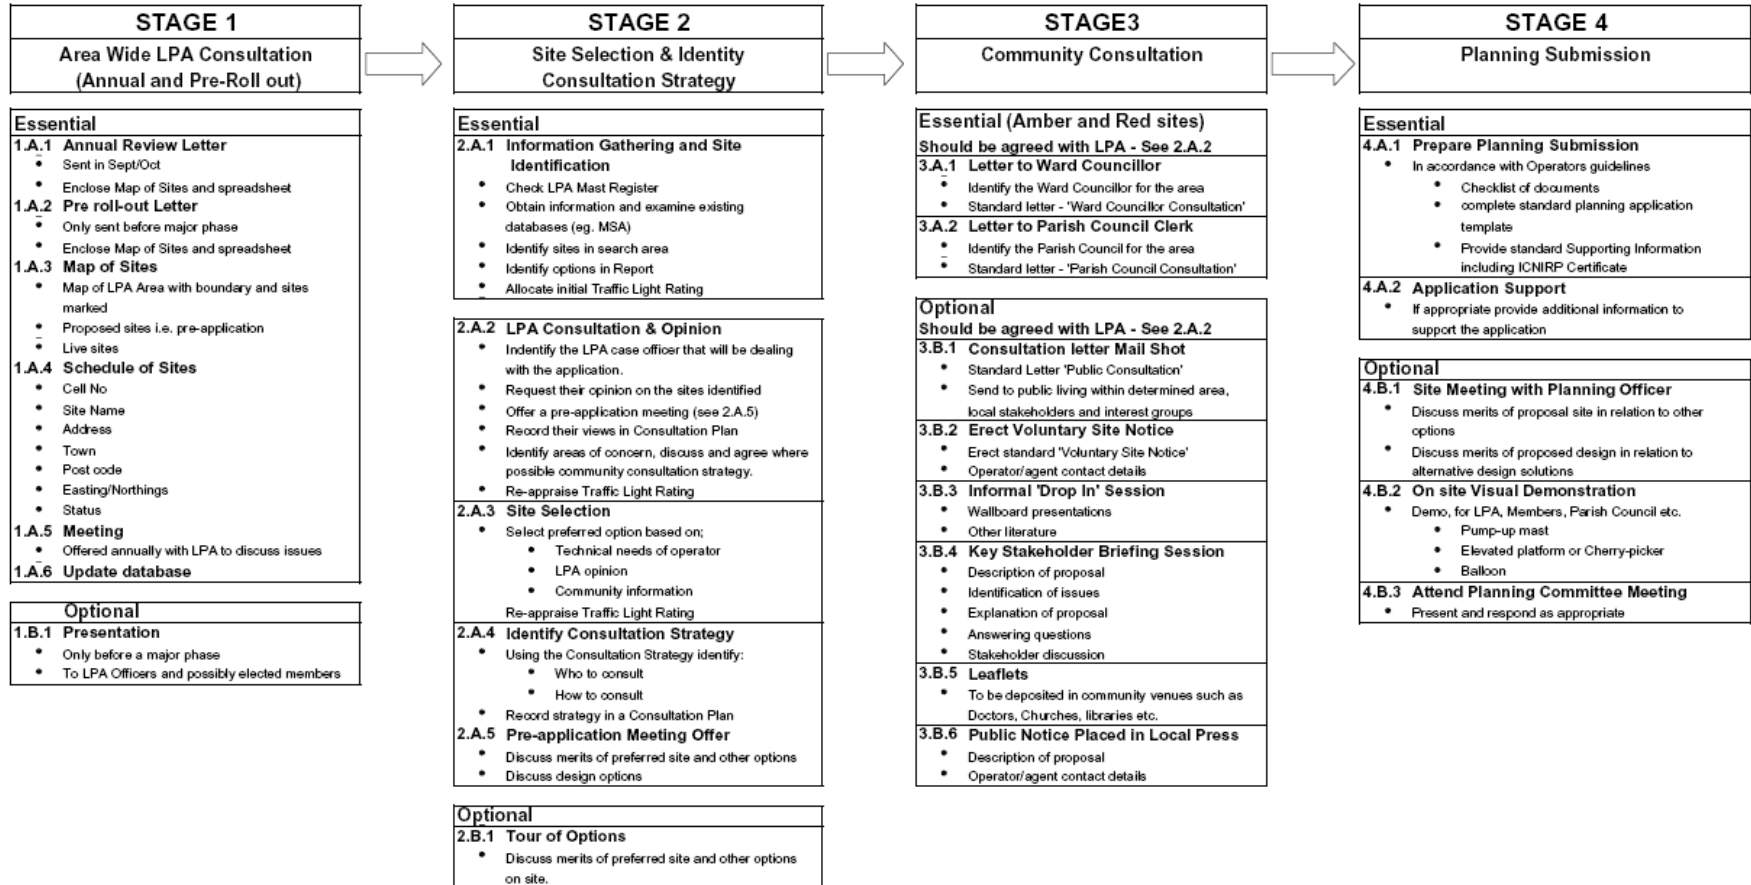 STAGE 1
Area Wide LPA Consultation
(Annual and Pre-Roll out)
Essential
1.A.1 Annual Review Letter
• Sent in Sept/Oct
• Enclose Map of Sites and spreadsheet
1.A.2 Pre roll-out Letter
• Only sent before major phase
• Enclose Map of Sites and spreadsheet
1.A.3 Map of Sites
• Map of LPA Area with boundary and sites
marked
• Proposed sites i.e. pre-application
• Live sites
1.A.4 Schedule of Sites
• Cell No
• Site Name
• Address
• Town
• Post code
• Easting/Northings
• Status
1.A.5 Meeting
• Offered annually with LPA to discuss issues
1.A.6 Update database
Optional
1.B.1 Presentation
• Only before a major phase
• To LPA Officers and possibly elected members
STAGE 2
Site Selection & Identity
Consultation Strategy
Essential
2.A.1 Information Gathering and Site
Identification
• Check LPA Mast Register
• Obtain information and examine existing
databases (eg. MSA)
• Identify sites in search area
• Identify options in Report
• Allocate initial Traffic Light Rating
2.A.2 LPA Consultation & Opinion
• Indentify the LPA case officer that will be dealing
with the application.
• Request their opinion on the sites identified
• Offer a pre-application meeting (see 2.A.5)
• Record their views in Consultation Plan
• Identify areas of concern, discuss and agree where
possible community consultation strategy.
• Re-appraise Traffic Light Rating
2.A.3 Site Selection
• Select preferred option based on;
• Technical needs of operator
• LPA opinion
• Community information
Re-appraise Traffic Light Rating
2.A.4 Identify Consultation Strategy
• Using the Consultation Strategy identify:
• Who to consult
• How to consult
• Record strategy in a Consultation Plan
2.A.5 Pre-application Meeting Offer
• Discuss merits of preferred site and other options
• Discuss design options
Optional
2.B.1 Tour of Options
• Discuss merits of preferred site and other options
on site.
STAGE3
Community Consultation
Essential (Amber and Red sites)
Should be agreed with LPA - See 2.A.2
3.A.1 Letter to Ward Councillor
• Identify the Ward Councillor for the area
• Standard letter - 'Ward Councillor Consultation'
3.A.2 Letter to Parish Council Clerk
• Identify the Parish Council for the area
• Standard letter - 'Parish Council Consultation'
Optional
Should be agreed with LPA - See 2.A.2
3.B.1 Consultation letter Mail Shot
• Standard Letter 'Public Consultation'
• Send to public living within determined area,
local stakeholders and interest groups
3.B.2 Erect Voluntary Site Notice
• Erect standard 'Voluntary Site Notice'
• Operator/agent contact details
3.B.3 Informal 'Drop In' Session
• Wallboard presentations
• Other literature
3.B.4 Key Stakeholder Briefing Session
• Description of proposal
• Identification of issues
• Explanation of proposal
• Answering questions
• Stakeholder discussion
3.B.5 Leaflets
• To be deposited in community venues such as
Doctors, Churches, libraries etc.
3.B.6 Public Notice Placed in Local Press
• Description of proposal
• Operator/agent contact details
STAGE 4
Planning Submission
Essential
4.A.1 Prepare Planning Submission
• In accordance with Operators guidelines
• Checklist of documents
• complete standard planning application
template
• Provide standard Supporting Information
including ICNIRP Certificate
4.A.2 Application Support
• If appropriate provide additional information to
support the application
Optional
4.B.1 Site Meeting with Planning Officer
• Discuss merits of proposal site in relation to other
options
• Discuss merits of proposed design in relation to
alternative design solutions
4.B.2 On site Visual Demonstration
• Demo, for LPA, Members, Parish Council etc.
• Pump-up mast
• Elevated platform or Cherry-picker
• Balloon
4.B.3 Attend Planning Committee Meeting
• Present and respond as appropriate